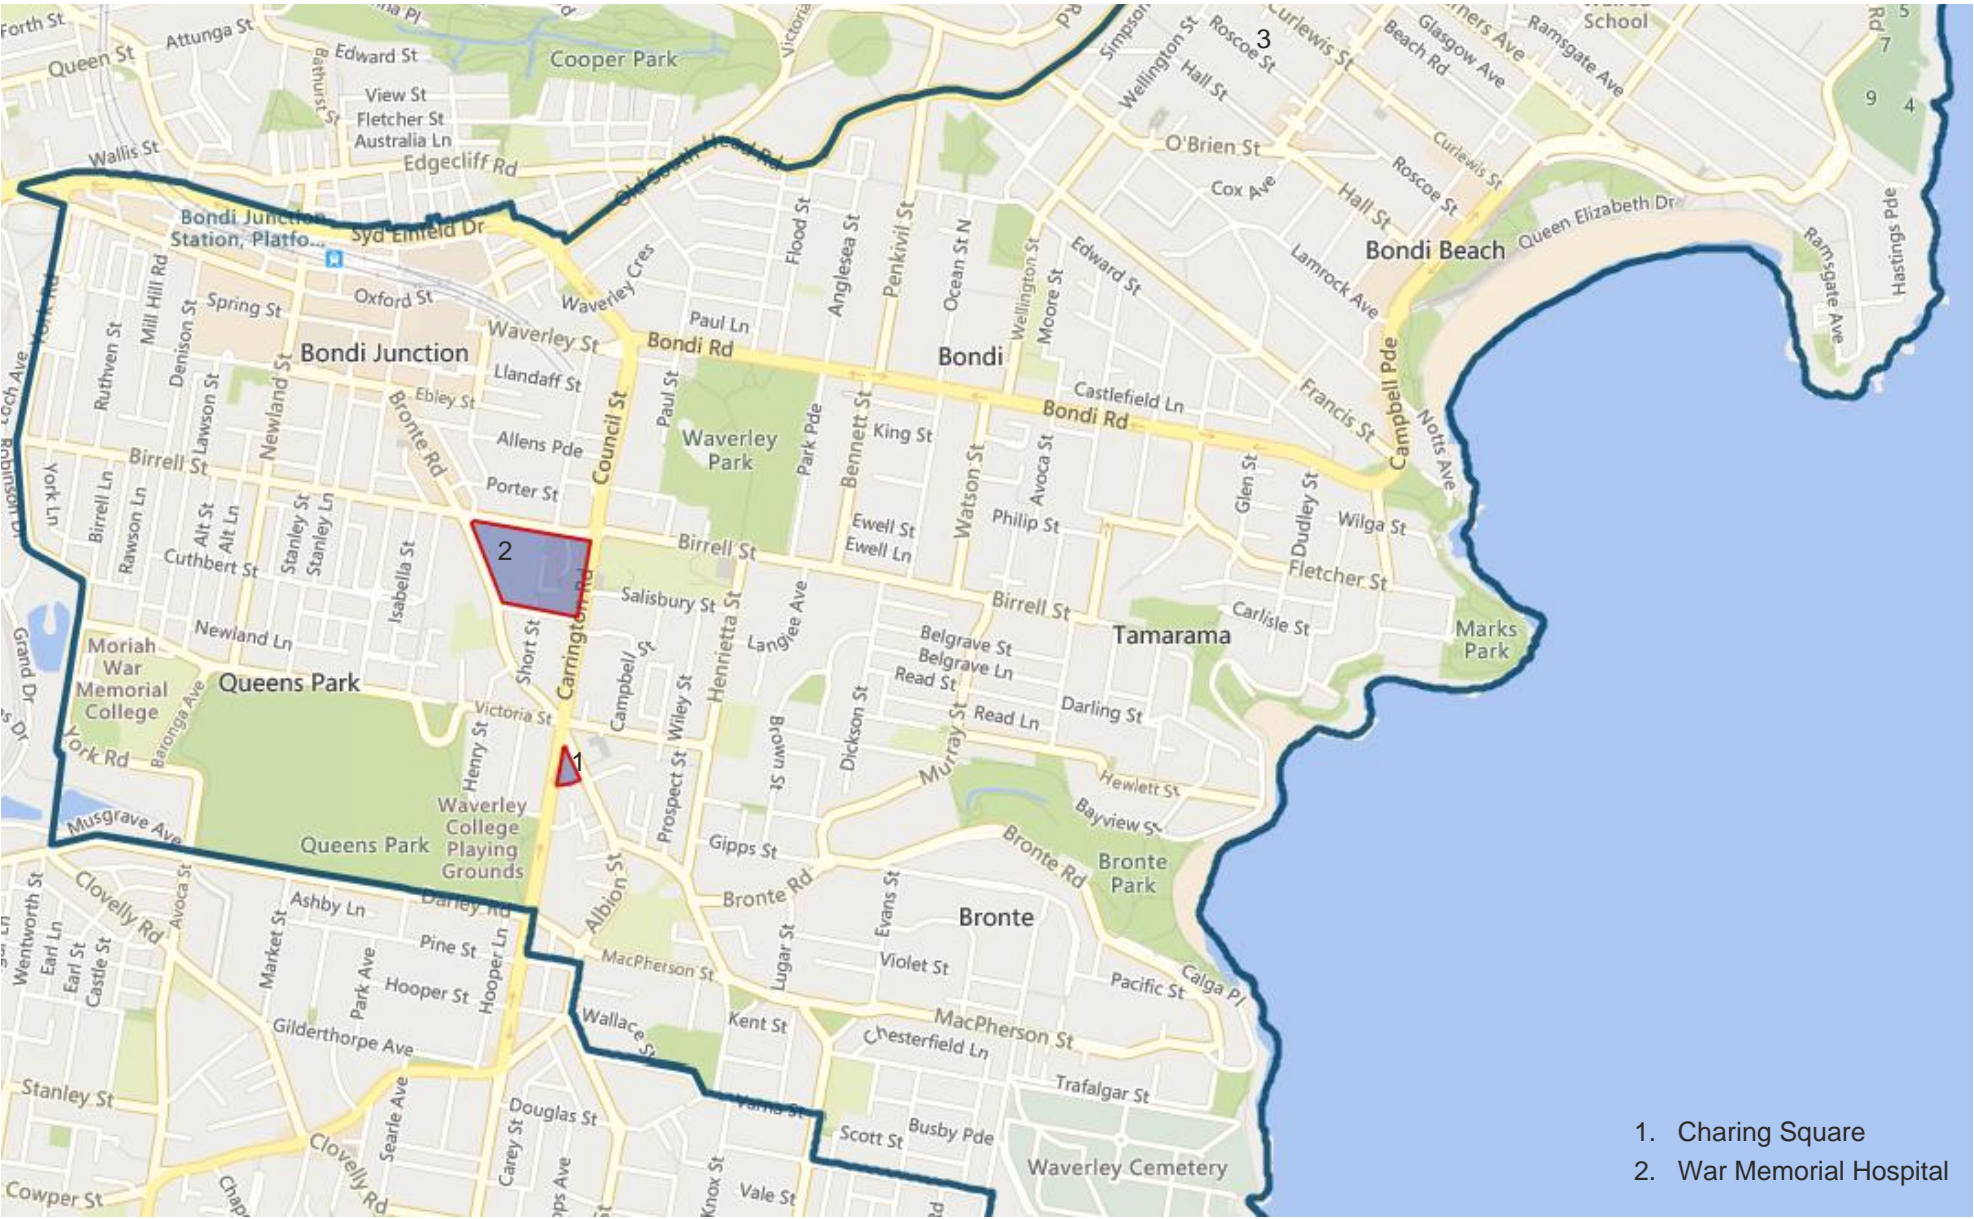 Forth St
Attunga St
Queen St
Bathurst St
Edward St
View St
Fletcher St
Australia Ln
Edgecliff Rd
Wallis St
Cooper Park
Old South Head Rd
Wellington St
Roscoe St
3
Hall St
Curlewis St
Beach Rd
Glasgow Ave
Ramsgate Ave
School
Rd
5
7
9
4
O'Brien St
Cox Ave
Hall St
Roscoe St
Curlewis St
Queen Elizabeth Dr
Bondi Beach
Lamrock Ave
Ramsgate Ave
Hastings Pde
Bondi Junction
Station, Platfo...
Syd Einfeld Dr
York Rd
Mill Hill Rd
Spring St
Oxford St
Denison St
Ruthven St
Waverley Cres
Waverley St
Flood St
Anglesea St
Penkivil St
Ocean St N
Wellington St
Moore St
Edward St
Paul Ln
Bondi Rd
Bondi
Bondi Junction
Llandaff St
Ebley St
Newland St
Lawson St
Bronte Rd
Council St
Paul St
Allens Pde
Porter St
Waverley
Park
Park Pde
Bennett St
King St
Castlefield Ln
Bondi Rd
Francis St
Campbell Pde
Notts Ave
Watson St
Avoca St
Philip St
Glen St
Dudley St
Wilga St
Fletcher St
Birrell St
York Ln
Birrell Ln
Rawson Ln
Alt St
Alt Ln
Stanley St
Stanley Ln
Cuthbert St
Isabella St
2
Birrell St
Ewell St
Ewell Ln
Birrell St
Salisbury St
Carrington Rd
Short St
Campbell St
Henrietta St
Langlee Ave
Belgrave St
Belgrave Ln
Read St
Read Ln
Darling St
Tamarama
Carlisle St
Marks
Park
Grand Dr
Newland Ln
Moriah
War
Memorial
College
Queens Park
Baronga Ave
York Rd
Victoria St
Henry St
1
Wiley St
Prospect St
Brown St
Dickson St
Murray St
Hewlett St
Bayview St
Musgrave Ave
Queens Park
Waverley
College
Playing
Grounds
Gipps St
Bronte Rd
Bronte Rd
Bronte
Park
Bronte
Albion St
Evans St
Clovelly Rd
Avoca St
Ashby Ln
Darley Rd
Market St
Pine St
Hooper Ln
Park Ave
Hooper St
Gilderthorpe Ave
Wentworth St
Earl Ln
Earl St
Castle St
MacPherson St
Lugar St
Violet St
Pacific St
Calga Pl
Wallace St
Kent St
MacPherson St
Chesterfield Ln
Trafalgar St
Stanley St
Searle Ave
Douglas St
Varna St
Scott St
Busby Pde
Carey St
Clovelly Rd
Cowper St
Knox St
Vale St
Waverley Cemetery
1. Charing Square
2. War Memorial Hospital